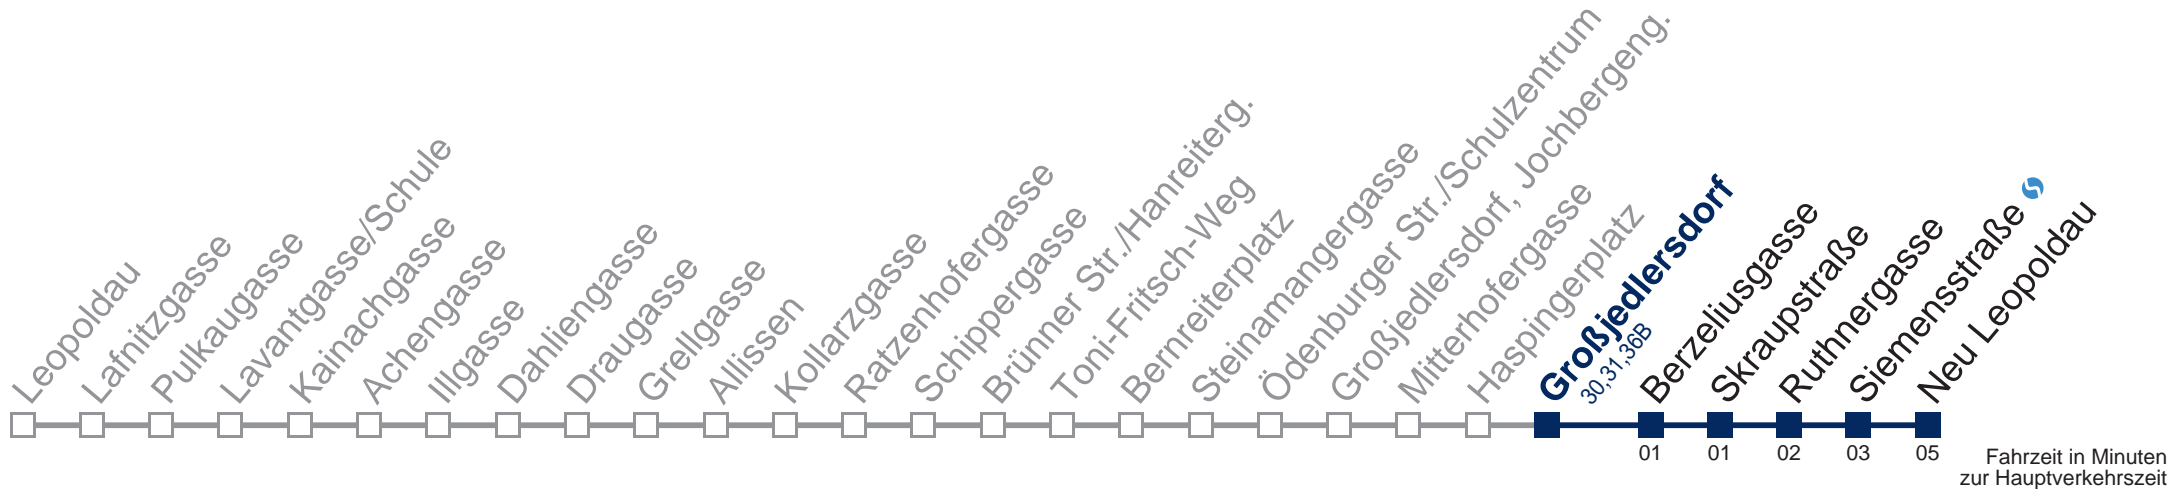 Leopoldau
Lafnitzgasse
Pulkaugasse
Lavantgasse/Schule
Kainachgasse
Achengasse
Illgasse
Dahliengasse
Draugasse
Grellgasse
Allissen
Kollarzgasse
Ratzenhofergasse
Schippergasse
Brünner Str./Hanreiterg.
Toni-Fritsch-Weg
Bernreiterplatz
Steinamangergasse
Ödenburger Str./Schulzentrum
Großjedlersdorf, Jochbergeng.
Mitterhofergasse
Haspingerplatz
Großjedlersdorf
30,31,36B
Berzeliusgasse
Skraupstraße
Ruthnergasse
Siemensstraße
Neu Leopoldau
01 01 02 03 05
Fahrzeit in Minuten
zur Hauptverkehrszeit